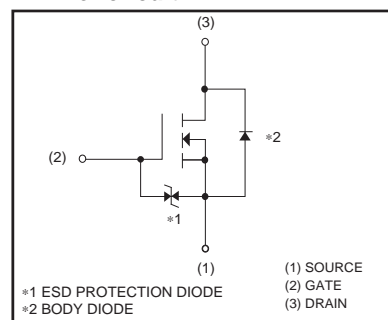 (3)
(2)
∗2
∗1
(1)
∗1 ESD PROTECTION DIODE
∗2 BODY DIODE
(1) SOURCE
(2) GATE
(3) DRAIN